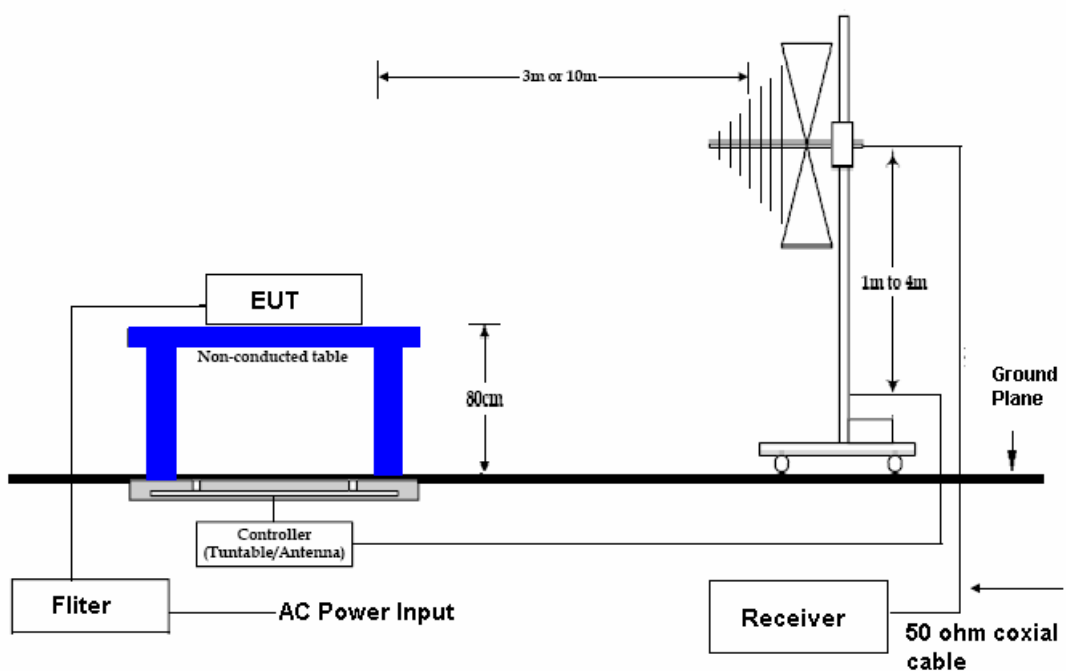 3m or 10m
EUT
1m to 4m
Non-conducted table
80cm
Ground
Plane
Controller
(Tuntable/Antenna)
Fliter
AC Power Input
Receiver
50 ohm coxial
cable